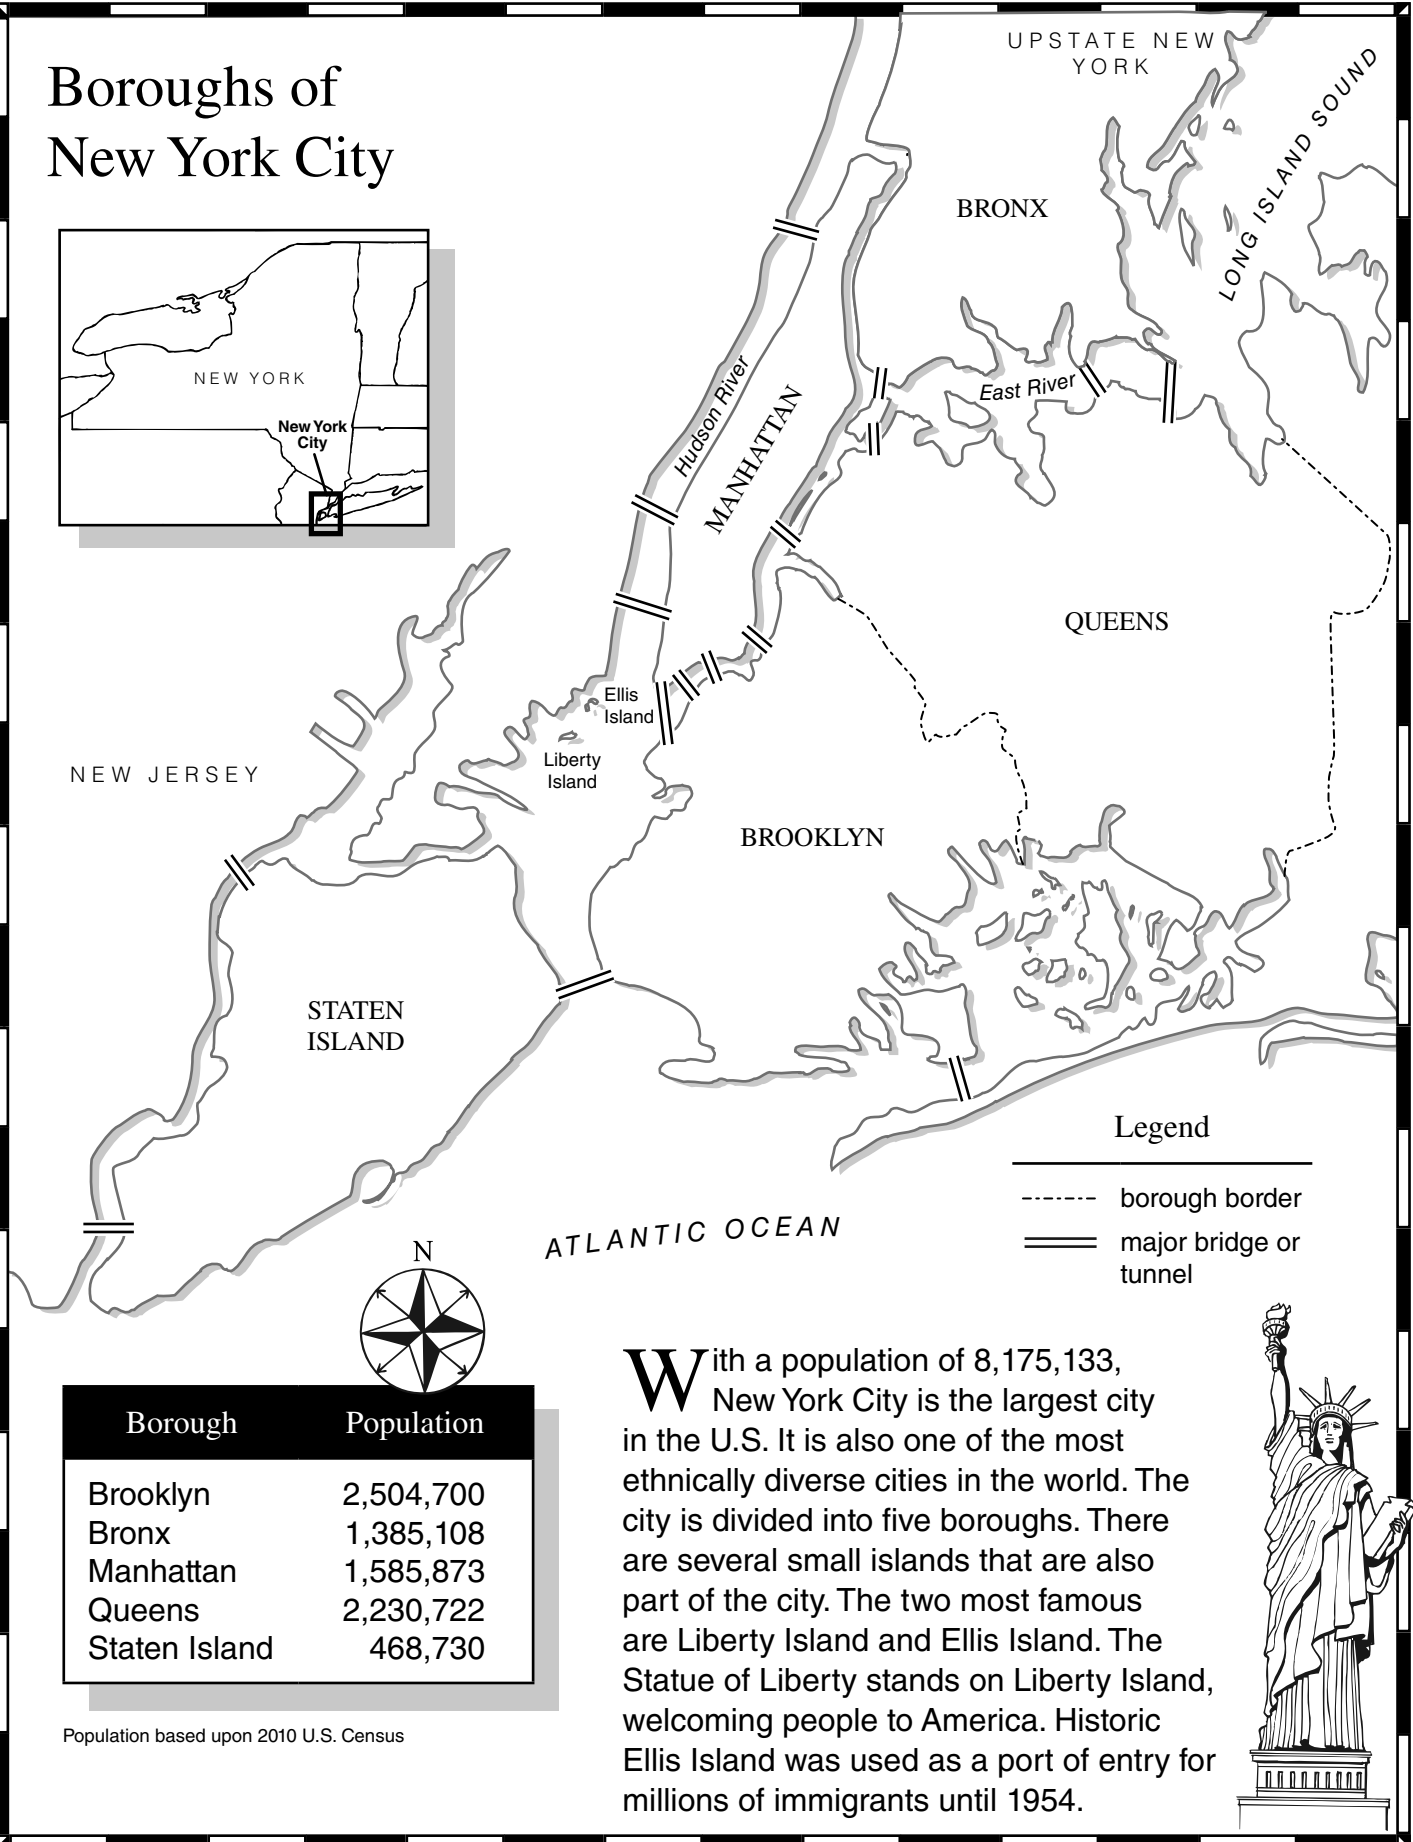 Boroughs of
New York City
UPSTATE NEW
YORK
LONG ISLAND SOUND
BRONX
NEW YORK
New York
City
Hudson River
MANHATTAN
East River
QUEENS
Ellis
Island
Liberty
Island
NEW JERSEY
BROOKLYN
STATEN
ISLAND
ATLANTIC OCEAN
Legend
borough border
major bridge or
tunnel
N
Borough Population
Brooklyn 2,504,700
Bronx 1,385,108
Manhattan 1,585,873
Queens 2,230,722
Staten Island 468,730
Population based upon 2010 U.S. Census
With a population of 8,175,133,
New York City is the largest city
in the U.S. It is also one of the most
ethnically diverse cities in the world. The
city is divided into five boroughs. There
are several small islands that are also
part of the city. The two most famous
are Liberty Island and Ellis Island. The
Statue of Liberty stands on Liberty Island,
welcoming people to America. Historic
Ellis Island was used as a port of entry for
millions of immigrants until 1954.